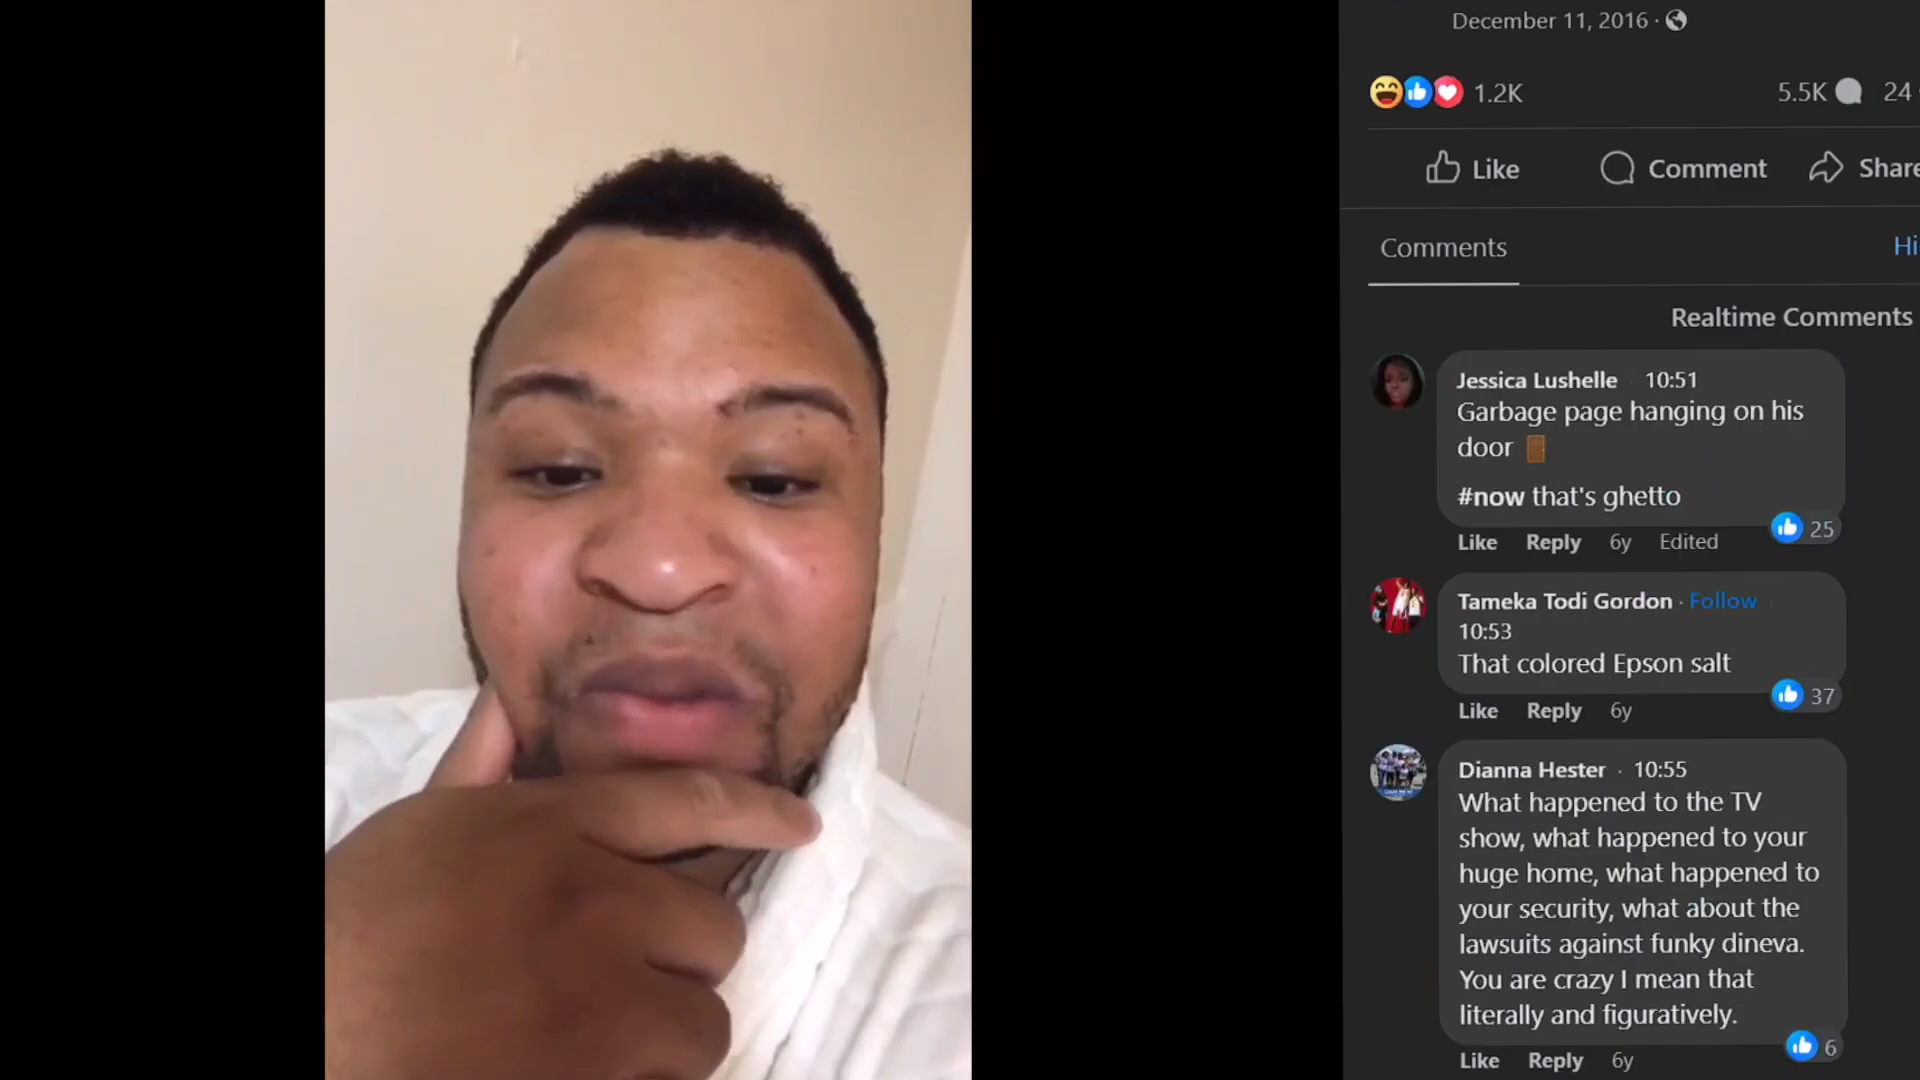 December 11, 2016 ·
1.2K
5.5K
24
Like
Comment
Share
Comments
Hi
Realtime Comments
Jessica Lushelle · 10:51
Garbage page hanging on his
door
#now that's ghetto
25
Like Reply 6y Edited
Tameka Todi Gordon · Follow ·
10:53
That colored Epson salt
37
Like Reply 6y
Dianna Hester · 10:55
What happened to the TV
show, what happened to your
huge home, what happened to
your security, what about the
lawsuits against funky dineva.
You are crazy I mean that
literally and figuratively.
6
Like Reply 6y